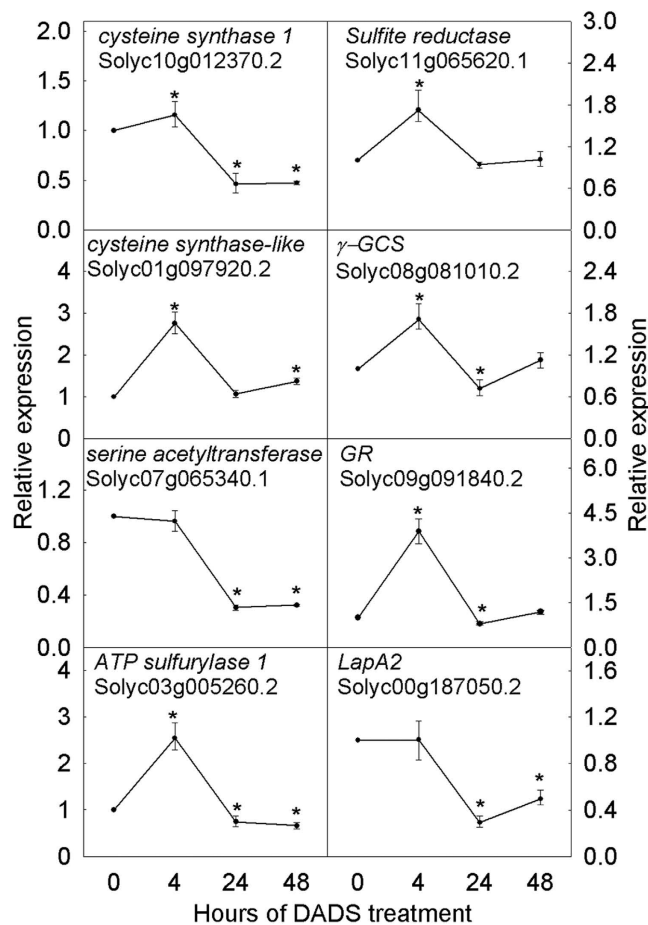 cysteine synthase 1
Solyc10g012370.2
2.0
1.5
1.0
0.5
0.0
*
*
*
Sulfite reductase
Solyc11g065620.1
3.0
2.4
1.8
1.2
0.6
0.0
*
cysteine synthase-like
Solyc01g097920.2
4
3
2
1
0
*
*
γ-GCS
Solyc08g081010.2
2.4
1.8
1.2
0.6
0.0
*
*
serine acetyltransferase
Solyc07g065340.1
1.2
0.8
0.4
0.0
*
*
GR
Solyc09g091840.2
6.0
4.5
3.0
1.5
0.0
*
*
ATP sulfurylase 1
Solyc03g005260.2
4
3
2
1
0
*
*
*
LapA2
Solyc00g187050.2
1.6
1.2
0.8
0.4
0.0
*
*
Relative expression
Relative expression
0 4 24 48 0 4 24 48
Hours of DADS treatment